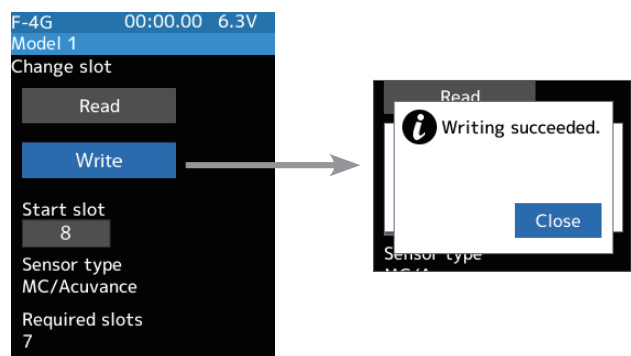 F-4G 00:00.00 6.3V
Model 1
Change slot
Read
Write
Start slot
8
Sensor type
MC/Acuvance
Required slots
7
Read
Writing succeeded.
Close
Sensor type